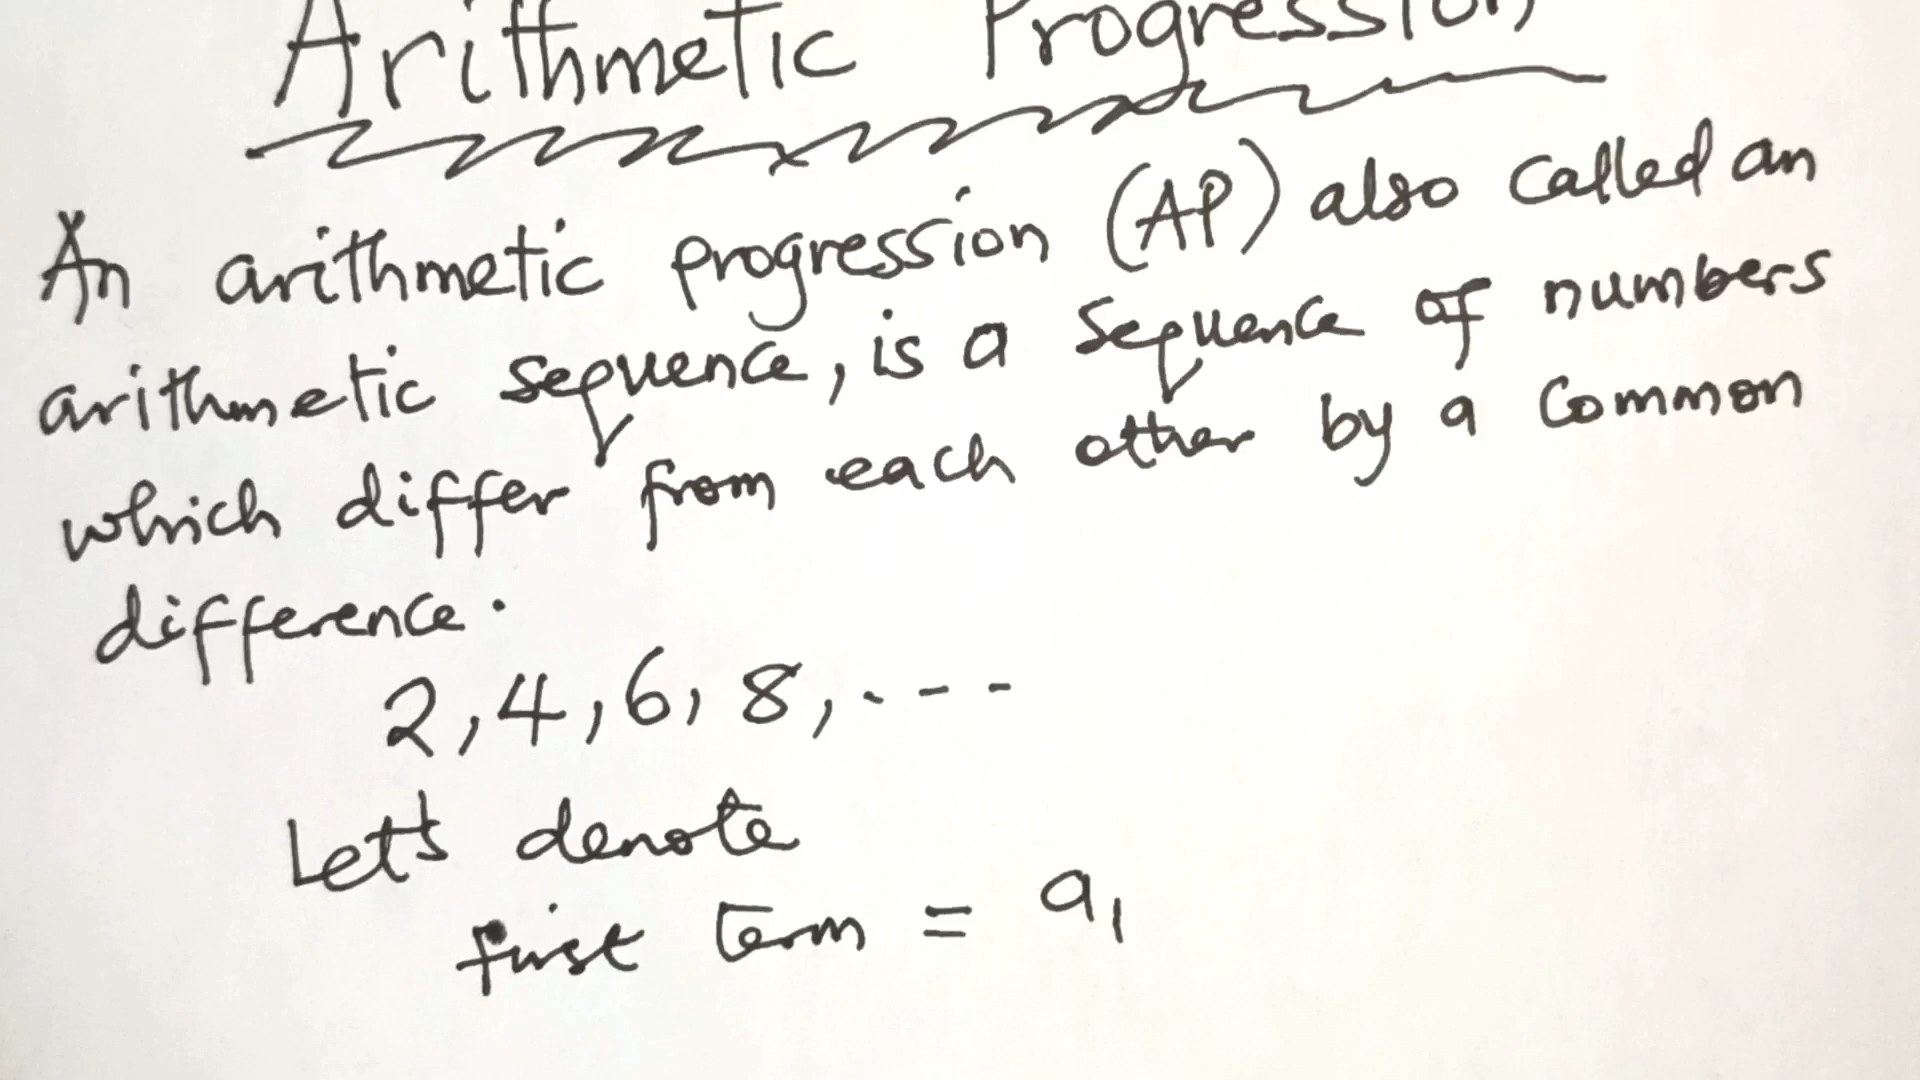 Arithmetic Progression
An arithmetic progression (AP) also called an
arithmetic sequence, is a sequence of numbers
which differ from each other by a common
difference.
2, 4, 6, 8, . - - -
Let's denote
first term = a₁